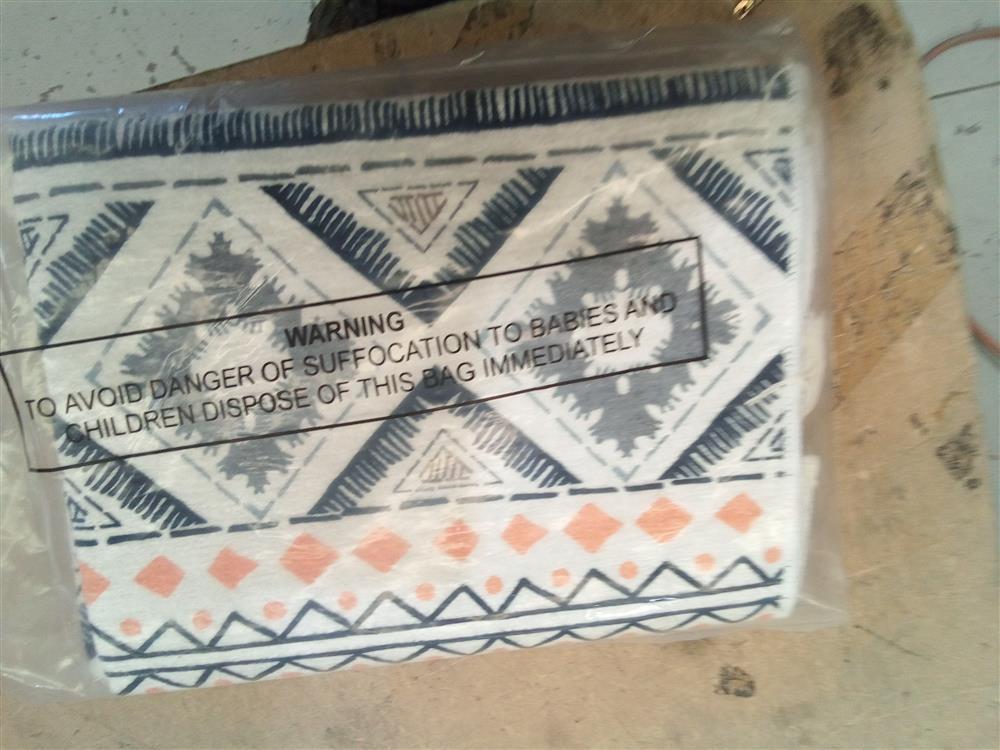 WARNING
TO AVOID DANGER OF SUFFOCATION TO BABIES AND
CHILDREN DISPOSE OF THIS BAG IMMEDIATELY